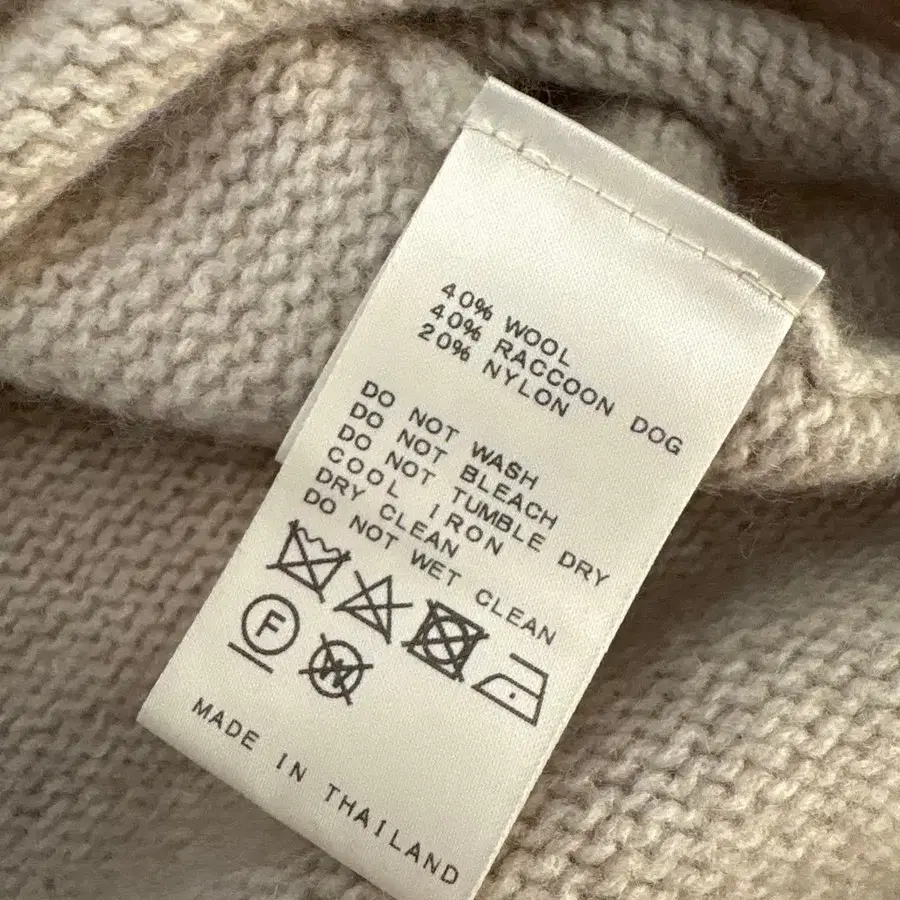 40% WOOL
40% RACCOON DOG
20% NYLON
DO NOT WASH
DO NOT BLEACH
DO NOT TUMBLE DRY
COOL IRON
DRY CLEAN
DO NOT WET CLEAN
F W
MADE IN THAILAND